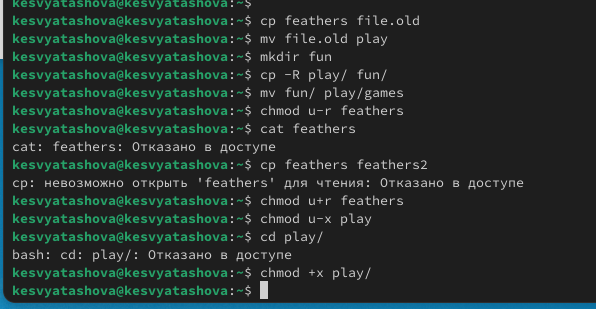 kesvyatashova@kesvyatashova:~$
kesvyatashova@kesvyatashova:~$ cp feathers file.old
kesvyatashova@kesvyatashova:~$ mv file.old play
kesvyatashova@kesvyatashova:~$ mkdir fun
kesvyatashova@kesvyatashova:~$ cp -R play/ fun/
kesvyatashova@kesvyatashova:~$ mv fun/ play/games
kesvyatashova@kesvyatashova:~$ chmod u-r feathers
kesvyatashova@kesvyatashova:~$ cat feathers
cat: feathers: Отказано в доступе
kesvyatashova@kesvyatashova:~$ cp feathers feathers2
cp: невозможно открыть 'feathers' для чтения: Отказано в доступе
kesvyatashova@kesvyatashova:~$ chmod u+r feathers
kesvyatashova@kesvyatashova:~$ chmod u-x play
kesvyatashova@kesvyatashova:~$ cd play/
bash: cd: play/: Отказано в доступе
kesvyatashova@kesvyatashova:~$ chmod +x play/
kesvyatashova@kesvyatashova:~$